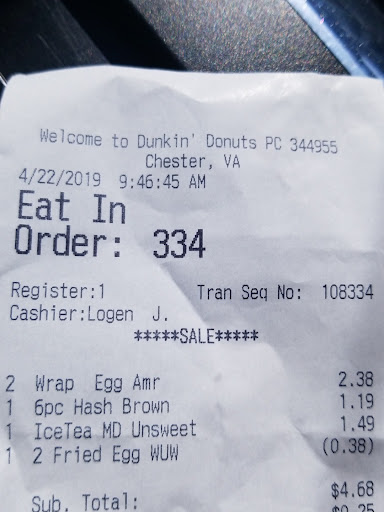 Welcome to Dunkin' Donuts PC 344955
Chester, VA
4/22/2019 9:46:45 AM
Eat In
Order: 334
Register:1 Tran Seq No: 108334
Cashier:Logen J.
*****SALE*****
2 Wrap Egg Amr 2.38
1 6pc Hash Brown 1.19
1 IceTea MD Unsweet 1.49
1 2 Fried Egg WUW (0.38)
Sub. Total: $4.68
$0.25